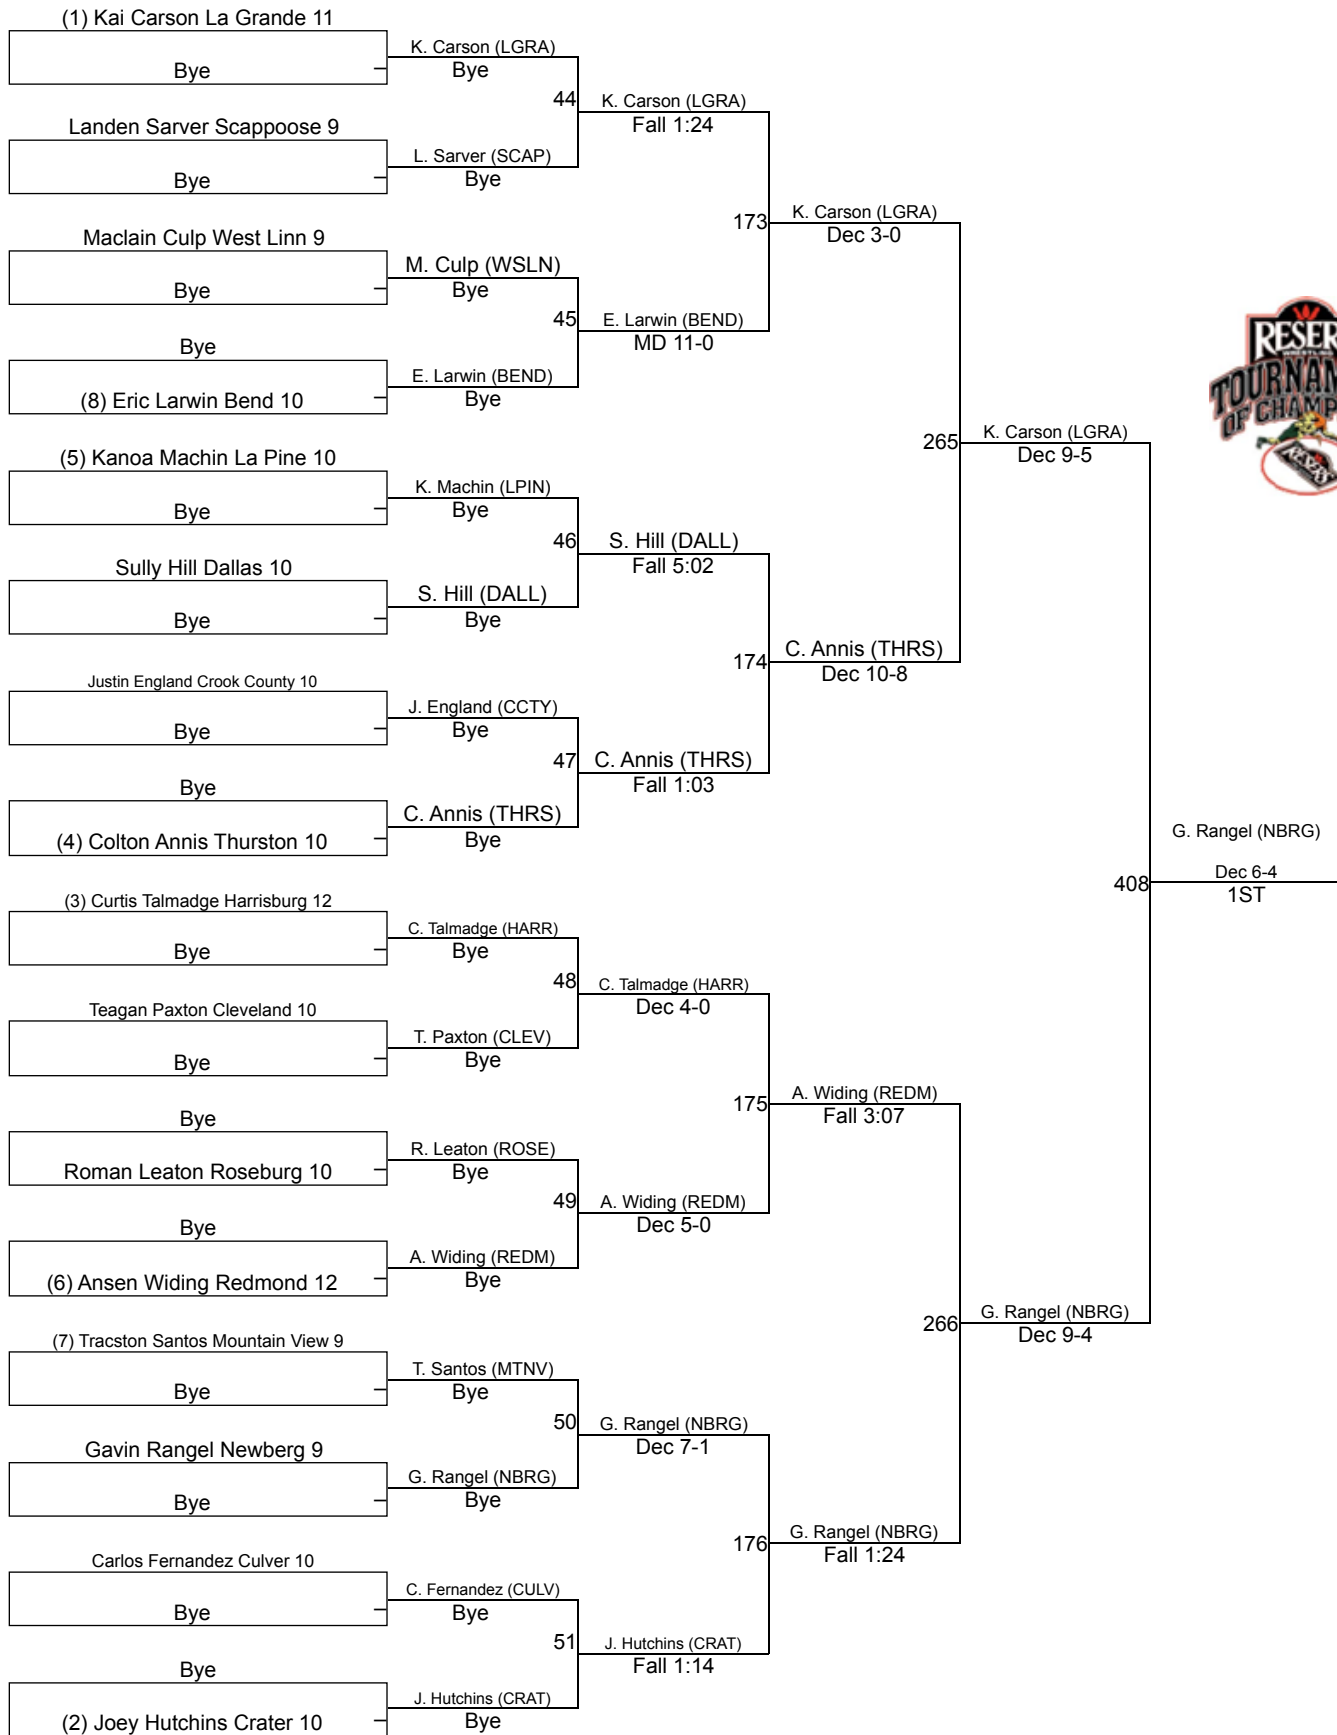 (1) Kai Carson La Grande 11
Bye
K. Carson (LGRA)
Bye
44
K. Carson (LGRA)
Fall 1:24
Landen Sarver Scappoose 9
Bye
L. Sarver (SCAP)
Bye
173
K. Carson (LGRA)
Dec 3-0
Maclain Culp West Linn 9
Bye
M. Culp (WSLN)
Bye
45
E. Larwin (BEND)
MD 11-0
Bye
(8) Eric Larwin Bend 10
E. Larwin (BEND)
Bye
265
K. Carson (LGRA)
Dec 9-5
(5) Kanoa Machin La Pine 10
Bye
K. Machin (LPIN)
Bye
46
S. Hill (DALL)
Fall 5:02
Sully Hill Dallas 10
Bye
S. Hill (DALL)
Bye
174
C. Annis (THRS)
Dec 10-8
Justin England Crook County 10
Bye
J. England (CCTY)
Bye
47
C. Annis (THRS)
Fall 1:03
Bye
(4) Colton Annis Thurston 10
C. Annis (THRS)
Bye
408
G. Rangel (NBRG)
Dec 6-4
1ST
(3) Curtis Talmadge Harrisburg 12
Bye
C. Talmadge (HARR)
Bye
48
C. Talmadge (HARR)
Dec 4-0
Teagan Paxton Cleveland 10
Bye
T. Paxton (CLEV)
Bye
175
A. Widing (REDM)
Fall 3:07
Bye
Roman Leaton Roseburg 10
R. Leaton (ROSE)
Bye
49
A. Widing (REDM)
Dec 5-0
Bye
(6) Ansen Widing Redmond 12
A. Widing (REDM)
Bye
266
G. Rangel (NBRG)
Dec 9-4
(7) Tracston Santos Mountain View 9
Bye
T. Santos (MTNV)
Bye
50
G. Rangel (NBRG)
Dec 7-1
Gavin Rangel Newberg 9
Bye
G. Rangel (NBRG)
Bye
176
G. Rangel (NBRG)
Fall 1:24
Carlos Fernandez Culver 10
Bye
C. Fernandez (CULV)
Bye
51
J. Hutchins (CRAT)
Fall 1:14
Bye
(2) Joey Hutchins Crater 10
J. Hutchins (CRAT)
Bye
RESER
WRESTLING
OF